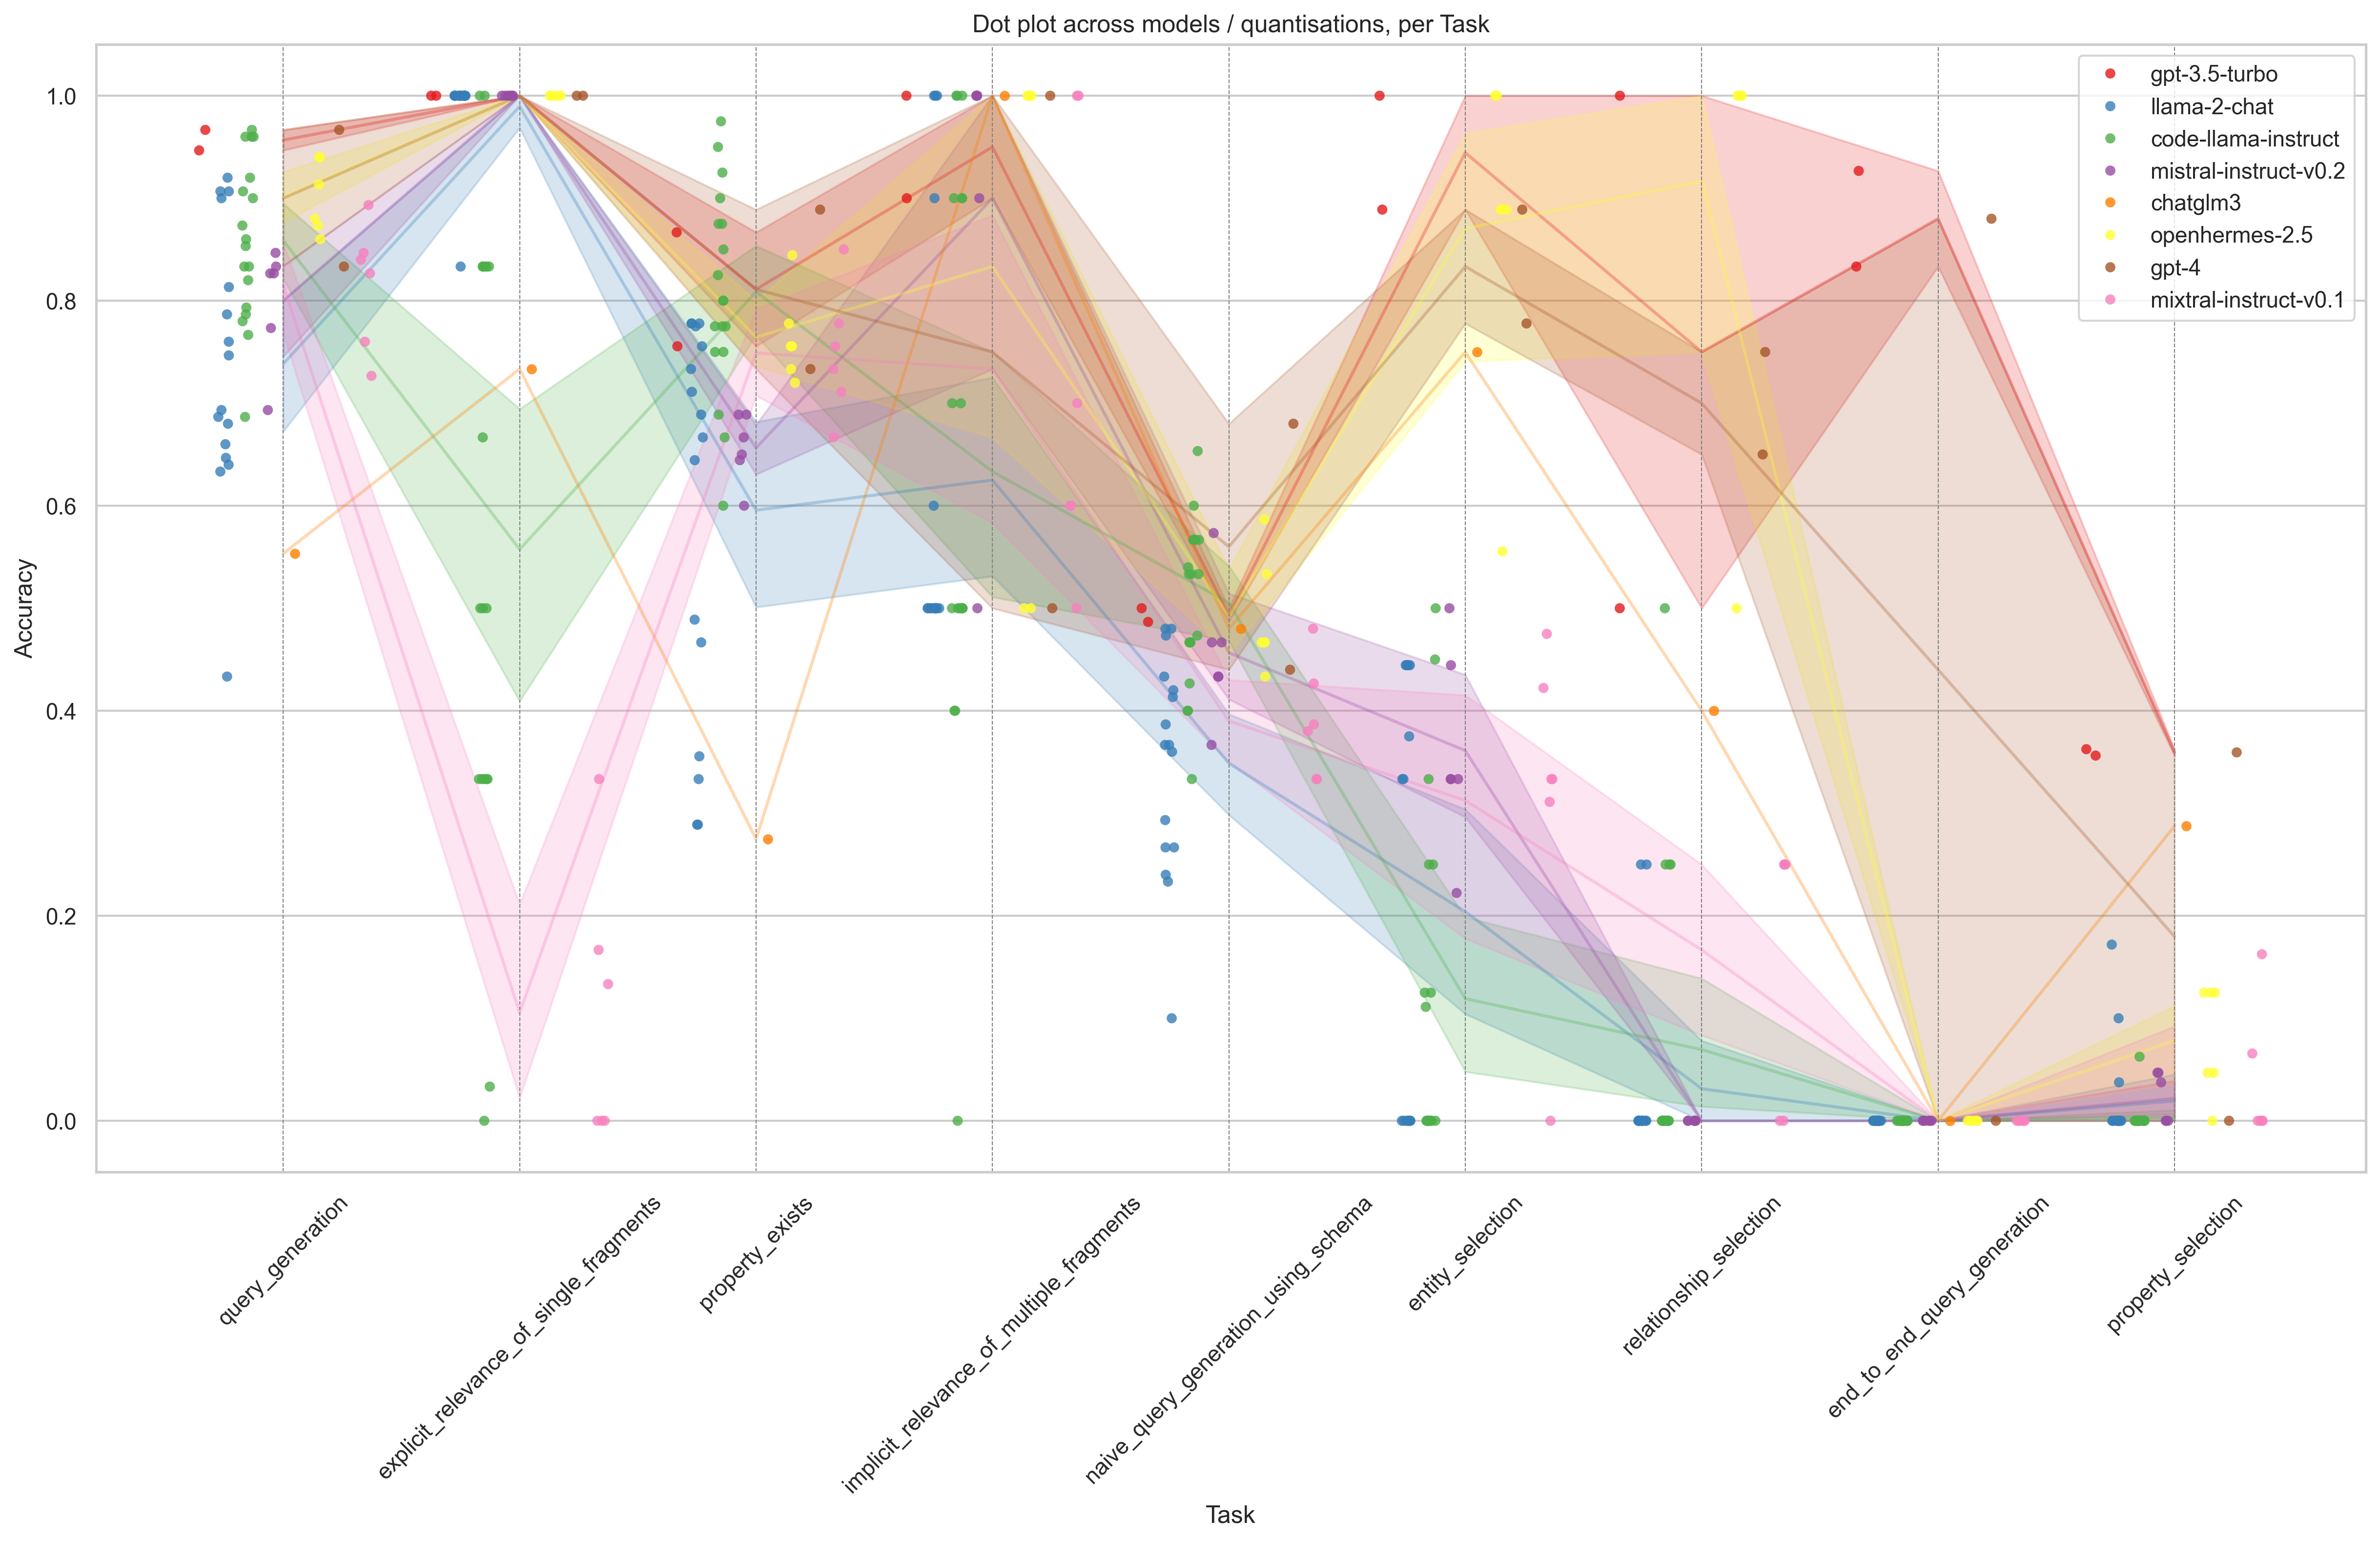 Dot plot across models / quantisations, per Task
gpt-3.5-turbo
llama-2-chat
code-llama-instruct
mistral-instruct-v0.2
chatglm3
openhermes-2.5
gpt-4
mixtral-instruct-v0.1
Accuracy
1.0
0.8
0.6
0.4
0.2
0.0
query_generation
explicit_relevance_of_single_fragments
property_exists
implicit_relevance_of_multiple_fragments
naive_query_generation_using_schema
entity_selection
relationship_selection
end_to_end_query_generation
property_selection
Task